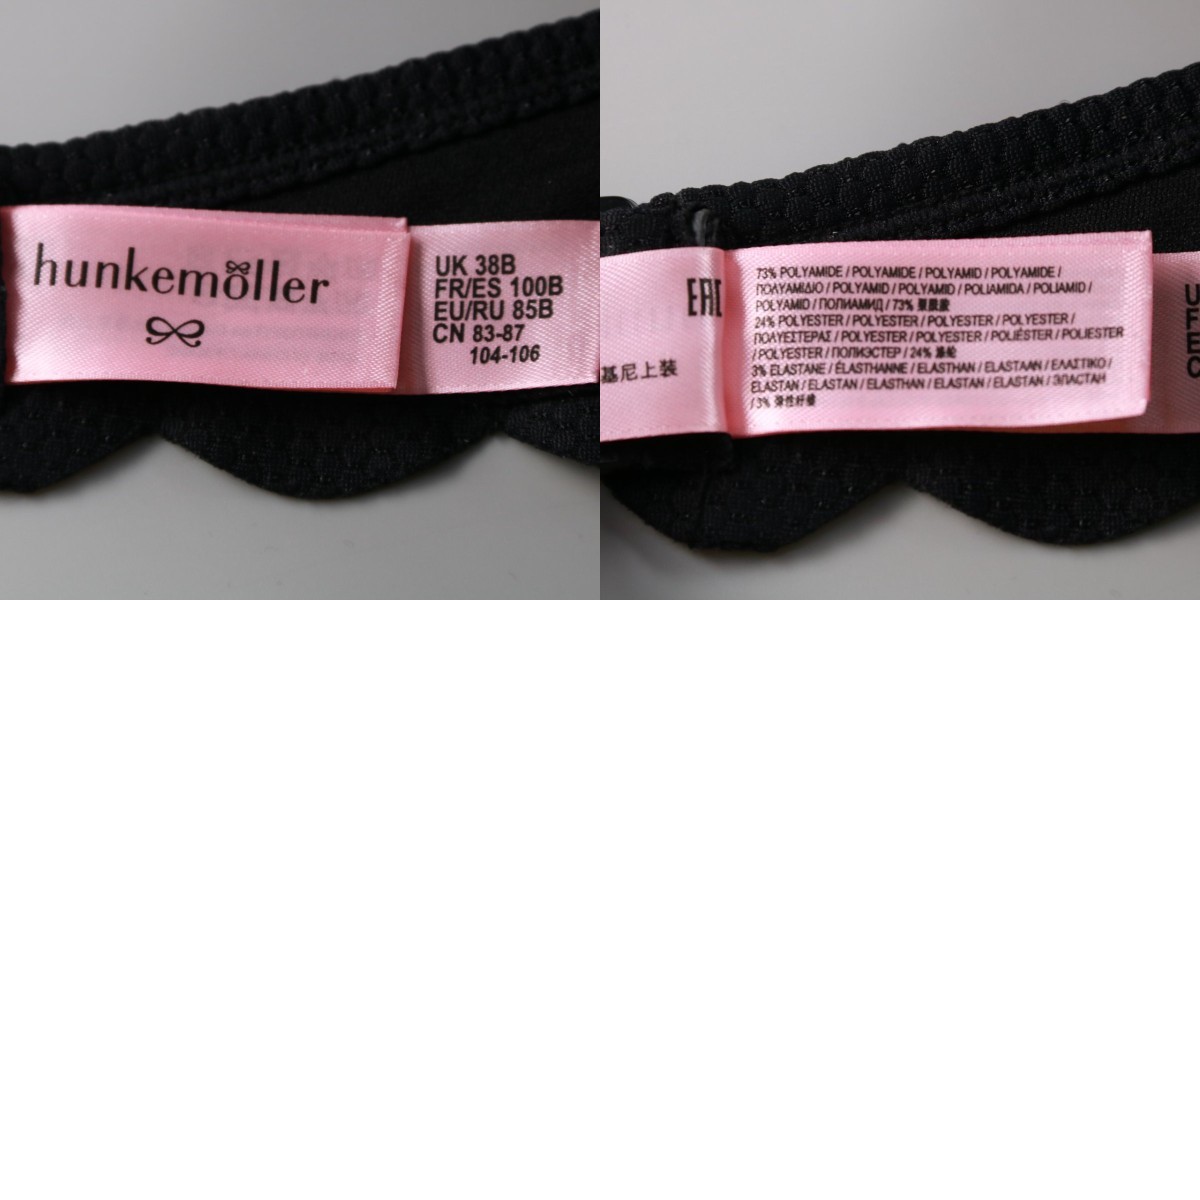 hunkemöller
UK 38B
FR/ES 100B
EU/RU 85B
CN 83-87
104-106
EAC
基尼上装
73% POLYAMIDE / POLYAMIDE / POLYAMID / POLYAMIDE /
ΠΟΛΥΑΜΙΔΙΟ / POLYAMID / POLYAMID / POLIAMIDA / POLIAMID /
POLYAMID / ПОЛИАМИД / 73% 聚酰胺
24% POLYESTER / POLYESTER / POLYESTER / POLYESTER /
ΠΟΛΥΕΣΤΕΡΑΣ / POLYESTER / POLYESTER / POLIÉSTER / POLIESTER
/ POLYESTER / ПОЛИЭСТЕР / 24% 涤纶
3% ELASTANE / ÉLASTHANNE / ELASTHAN / ELASTAAN / ΕΛΑΣΤΙΚΟ /
ELASTAN / ELASTAN / ELASTHAN / ELASTAN / ELASTAN / ЭЛАСТАН
/ 3% 弹性纤维